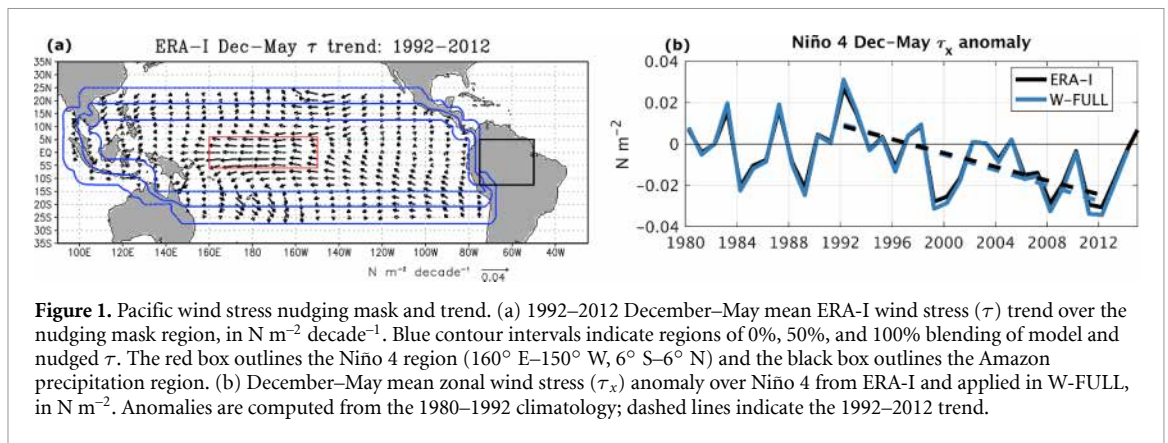 (a) ERA-I Dec-May τ trend: 1992-2012
35N
30N
25N
20N
15N
10N
5N
EQ
5S
10S
15S
20S
25S
30S
35S
100E 120E 140E 160E 180 160W 140W 120W 100W 80W 60W 40W
N m⁻² decade⁻¹ 0.04
(b) Niño 4 Dec-May τx anomaly
N m⁻²
0.04
0.02
0
-0.02
-0.04
1980 1984 1988 1992 1996 2000 2004 2008 2012
ERA-I
W-FULL
Figure 1. Pacific wind stress nudging mask and trend. (a) 1992–2012 December–May mean ERA-I wind stress (τ) trend over the
nudging mask region, in N m⁻² decade⁻¹. Blue contour intervals indicate regions of 0%, 50%, and 100% blending of model and
nudged τ. The red box outlines the Niño 4 region (160° E–150° W, 6° S–6° N) and the black box outlines the Amazon
precipitation region. (b) December–May mean zonal wind stress (τx) anomaly over Niño 4 from ERA-I and applied in W-FULL,
in N m⁻². Anomalies are computed from the 1980–1992 climatology; dashed lines indicate the 1992–2012 trend.